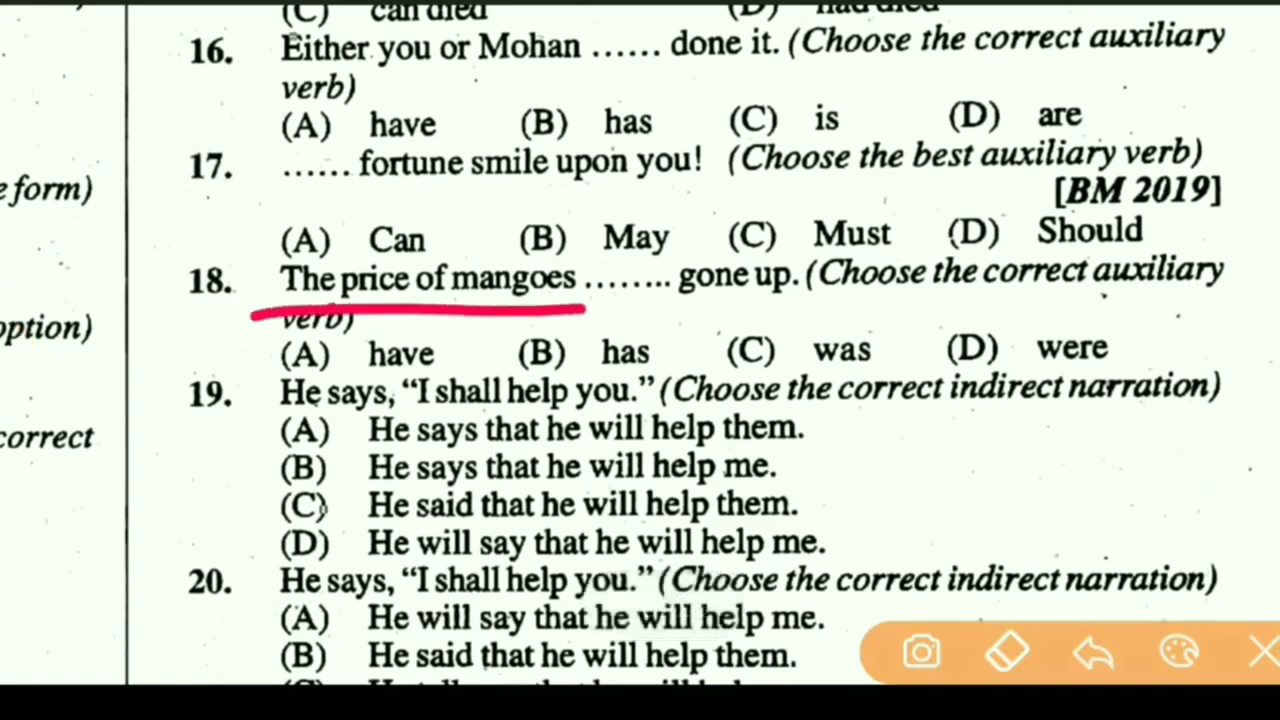 (C) can died (D) had died
16. Either you or Mohan ...... done it. (Choose the correct auxiliary
verb)
(A) have (B) has (C) is (D) are
17. ...... fortune smile upon you! (Choose the best auxiliary verb)
e form)
[BM 2019]
(A) Can (B) May (C) Must (D) Should
18. The price of mangoes ........ gone up. (Choose the correct auxiliary
verb)
option)
(A) have (B) has (C) was (D) were
19. He says, “I shall help you.” (Choose the correct indirect narration)
(A) He says that he will help them.
correct
(B) He says that he will help me.
(C) He said that he will help them.
(D) He will say that he will help me.
20. He says, “I shall help you.” (Choose the correct indirect narration)
(A) He will say that he will help me.
(B) He said that he will help them.